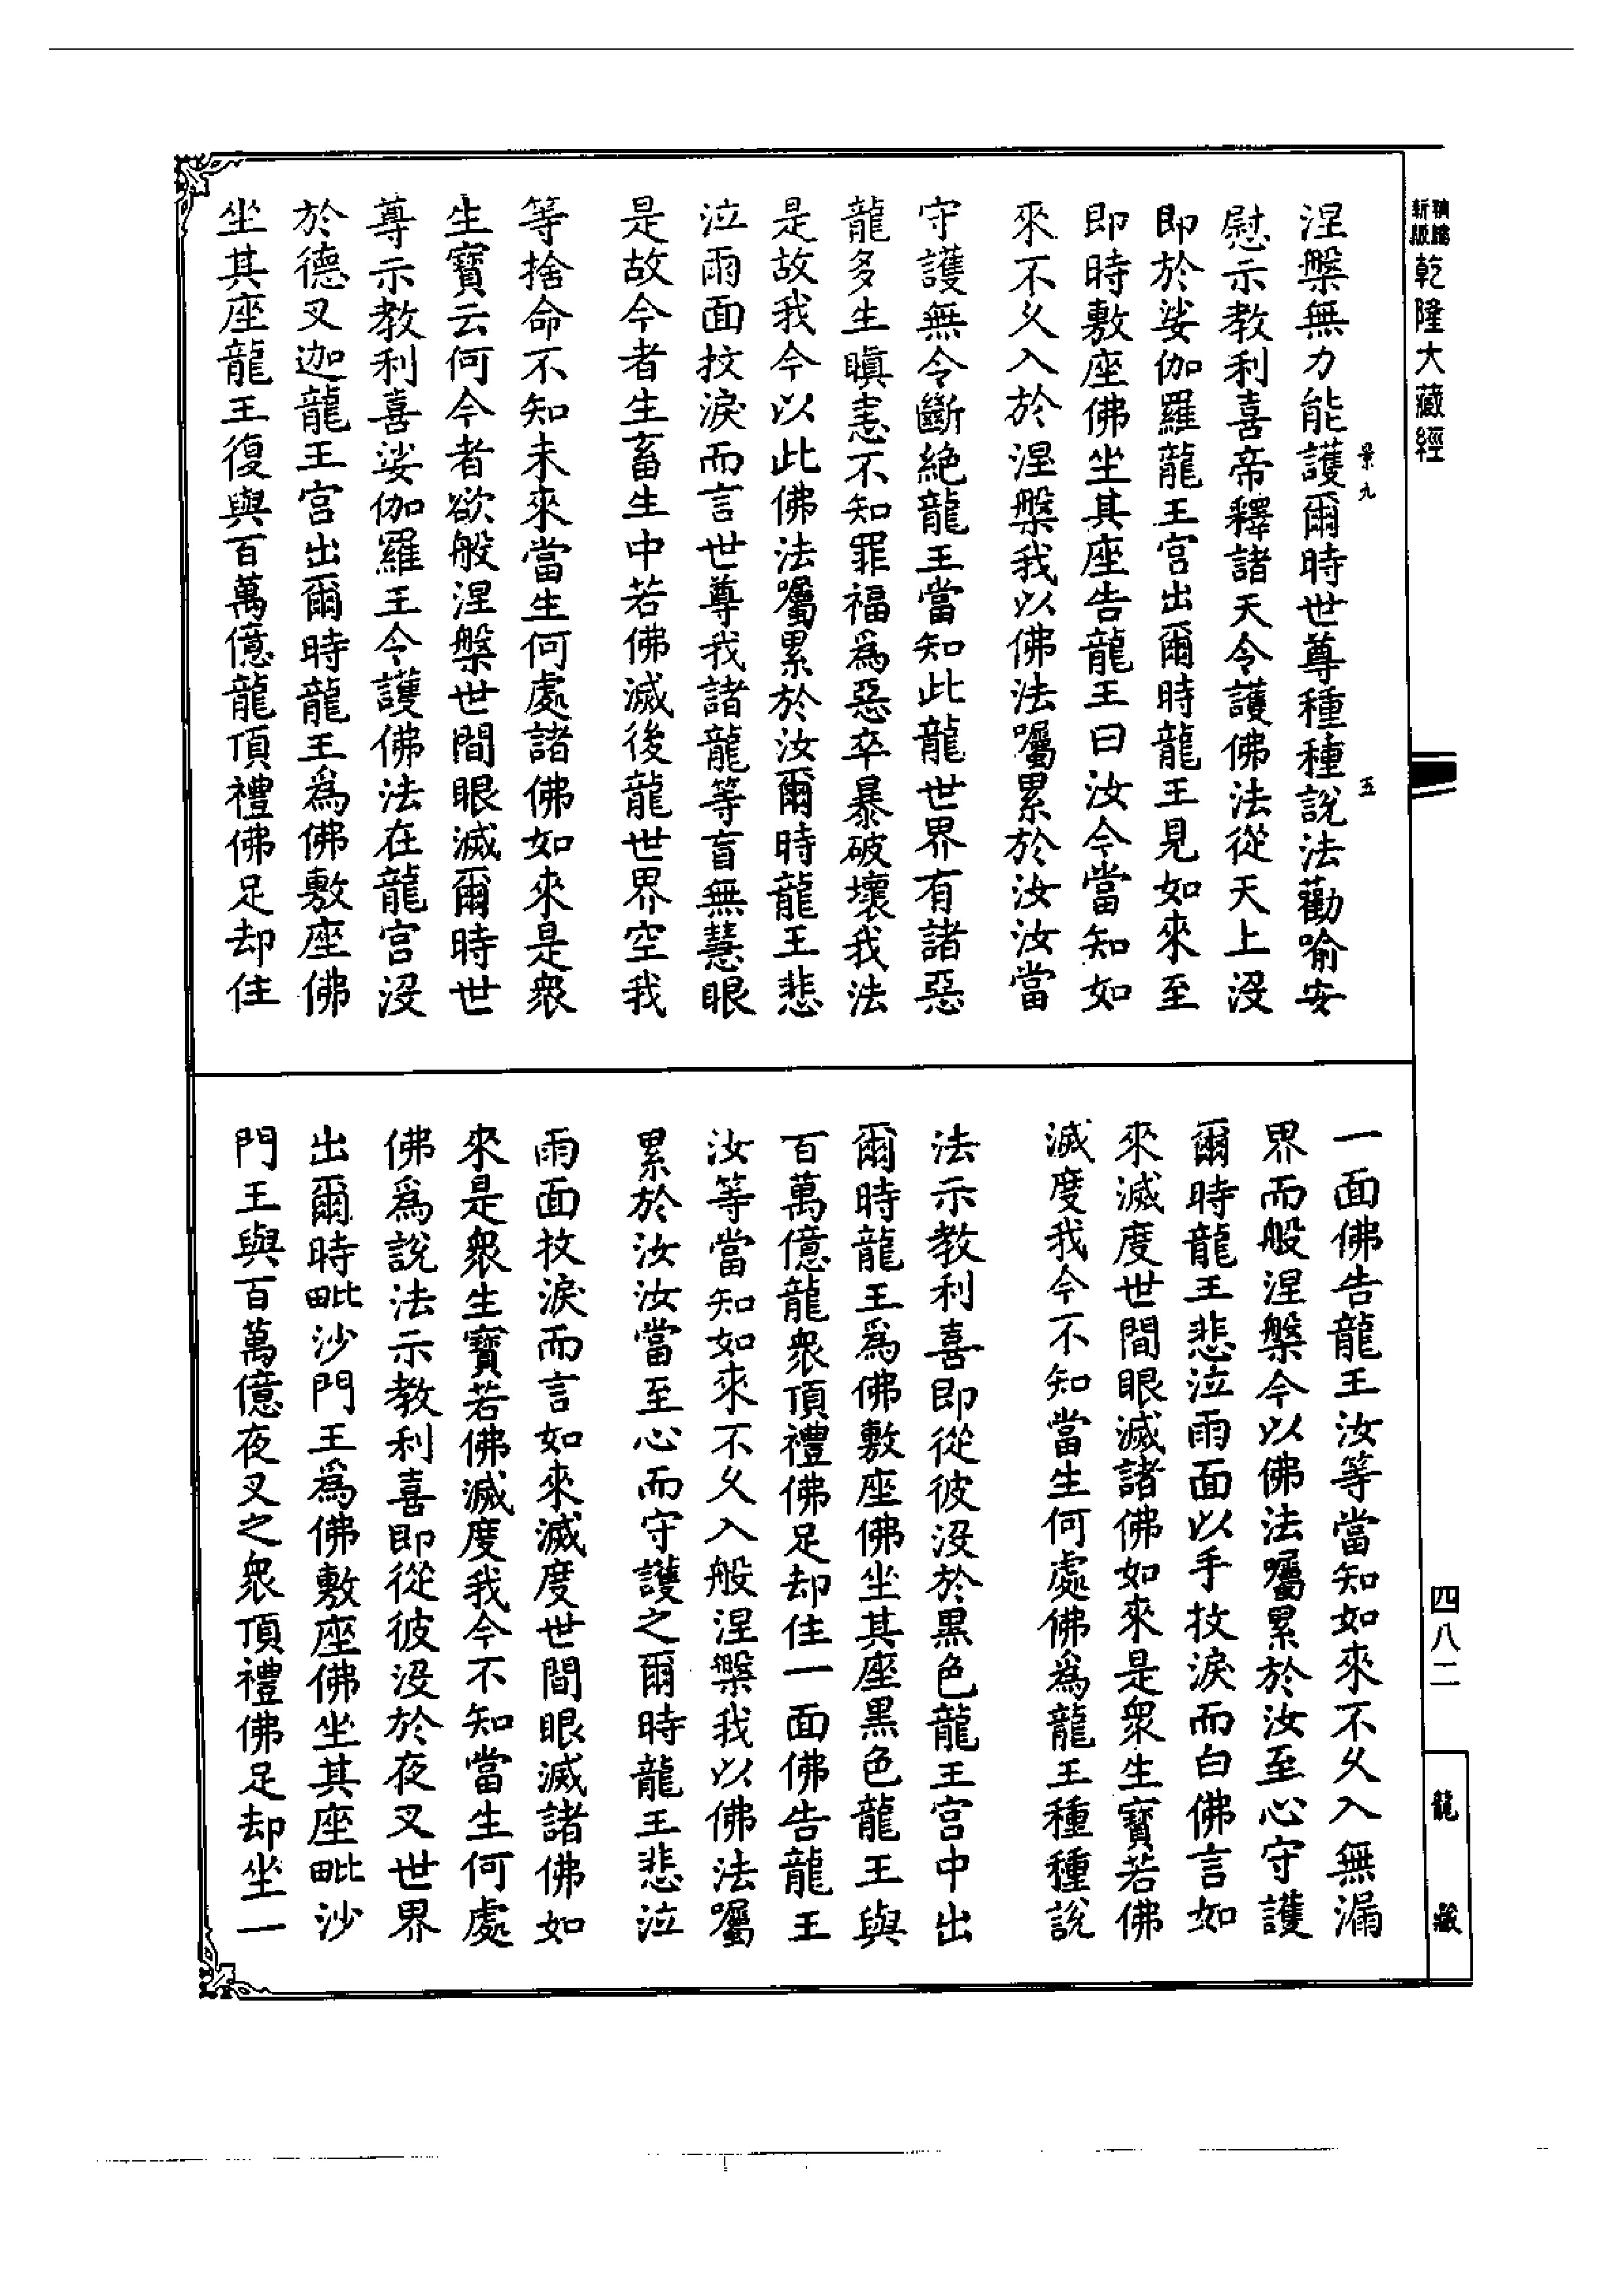 新版
乾隆大藏經
景九
五
涅槃無力能護爾時世尊種種說法勸喻安
慰示教利喜帝釋諸天令護佛法從天上沒
即於娑伽羅龍王宮出爾時龍王見如來至
即時敷座佛坐其座告龍王曰汝今當知如
來不久入於涅槃我以佛法囑累於汝汝當
守護無令斷絕龍王當知此龍世界有諸惡
龍多生瞋恚不知罪福為惡卒暴破壞我法
是故我今以此佛法囑累於汝爾時龍王悲
泣雨面抆淚而言世尊我諸龍等盲無慧眼
是故今者生畜生中若佛滅後龍世界空我
等捨命不知未來當生何處諸佛如來是眾
生寶云何今者欲般涅槃世間眼滅爾時世
尊示教利喜娑伽羅王令護佛法在龍宮沒
於德叉迦龍王宮出爾時龍王為佛敷座佛
坐其座龍王復與百萬億龍頂禮佛足却住
一面佛告龍王汝等當知如來不久入無漏
界而般涅槃今以佛法囑累於汝至心守護
爾時龍王悲泣雨面以手抆淚而白佛言如
來滅度世間眼滅諸佛如來是眾生寶若佛
滅度我今不知當生何處佛為龍王種種說
法示教利喜即從彼沒於黑色龍王宮中出
爾時龍王為佛敷座佛坐其座黑色龍王與
百萬億龍眾頂禮佛足却住一面佛告龍王
汝等當知如來不久入般涅槃我以佛法囑
累於汝汝當至心而守護之爾時龍王悲泣
雨面抆淚而言如來滅度世間眼滅諸佛如
來是眾生寶若佛滅度我今不知當生何處
佛為說法示教利喜即從彼沒於夜叉世界
出爾時毗沙門王為佛敷座佛坐其座毗沙
門王與百萬億夜叉之眾頂禮佛足却坐一
四八二
龍藏